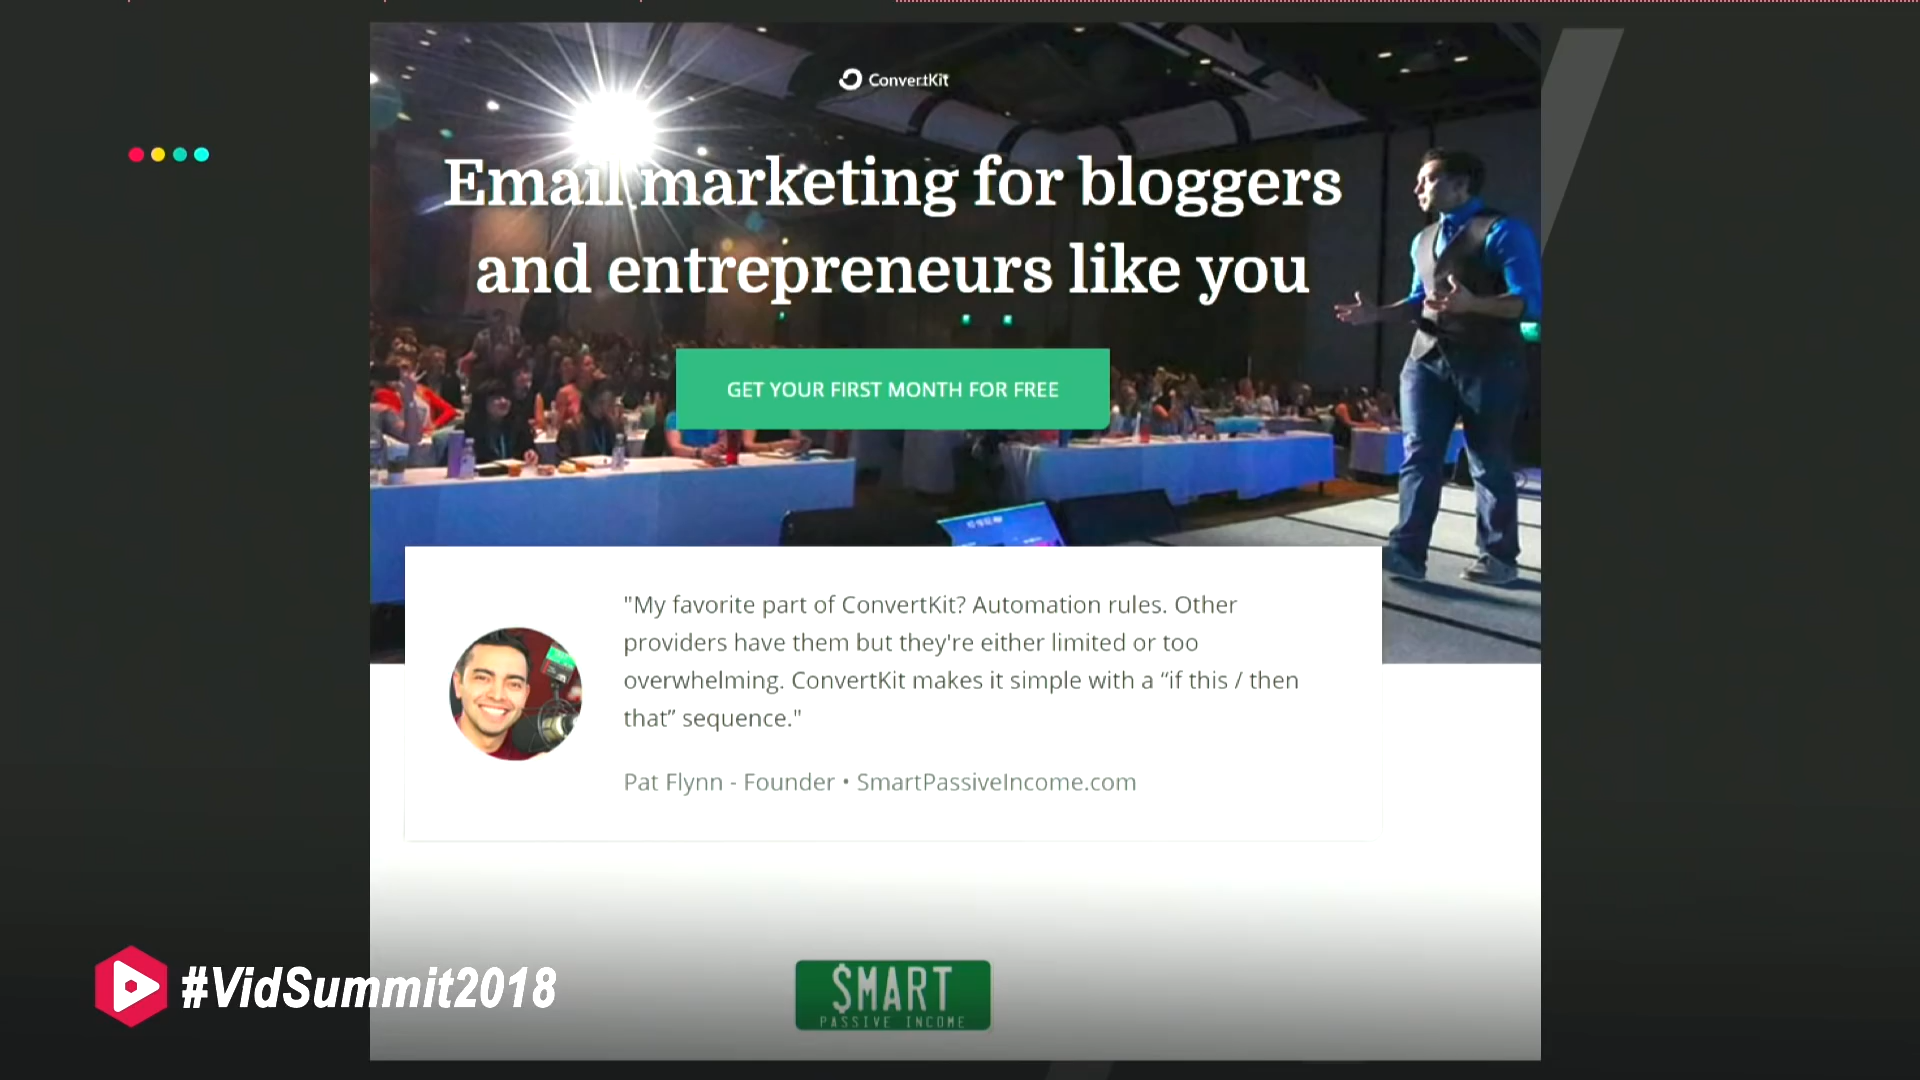 ConvertKit
Email marketing for bloggers
and entrepreneurs like you
GET YOUR FIRST MONTH FOR FREE
"My favorite part of ConvertKit? Automation rules. Other
providers have them but they're either limited or too
overwhelming. ConvertKit makes it simple with a “if this / then
that” sequence."
Pat Flynn - Founder • SmartPassiveIncome.com
#VidSummit2018
$MART
PASSIVE INCOME